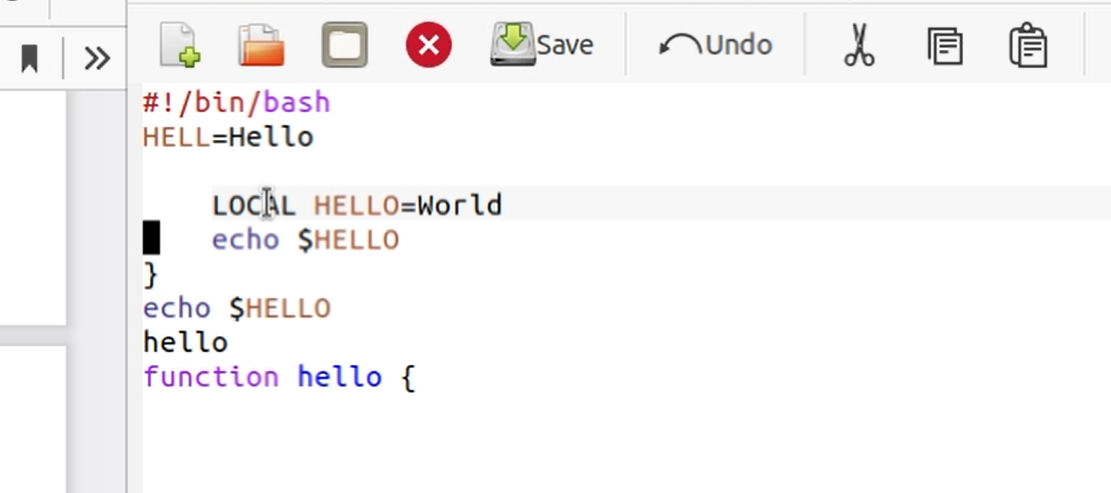 Save Undo
#!/bin/bash
HELL=Hello
LOCAL HELLO=World
echo $HELLO
}
echo $HELLO
hello
function hello {